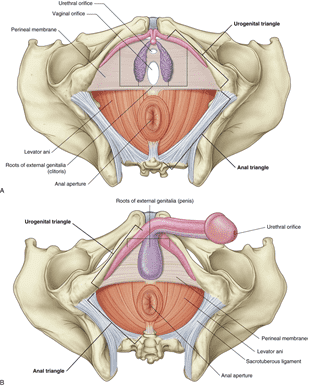 Urethral orifice
Vaginal orifice
Urogenital triangle
Perineal membrane
Levator ani
Roots of external genitalia
(clitoris)
Anal triangle
Anal aperture
A
Roots of external genitalia (penis)
Urogenital triangle
Urethral orifice
Perineal membrane
Levator ani
Sacrotuberous ligament
Anal triangle
Anal aperture
B